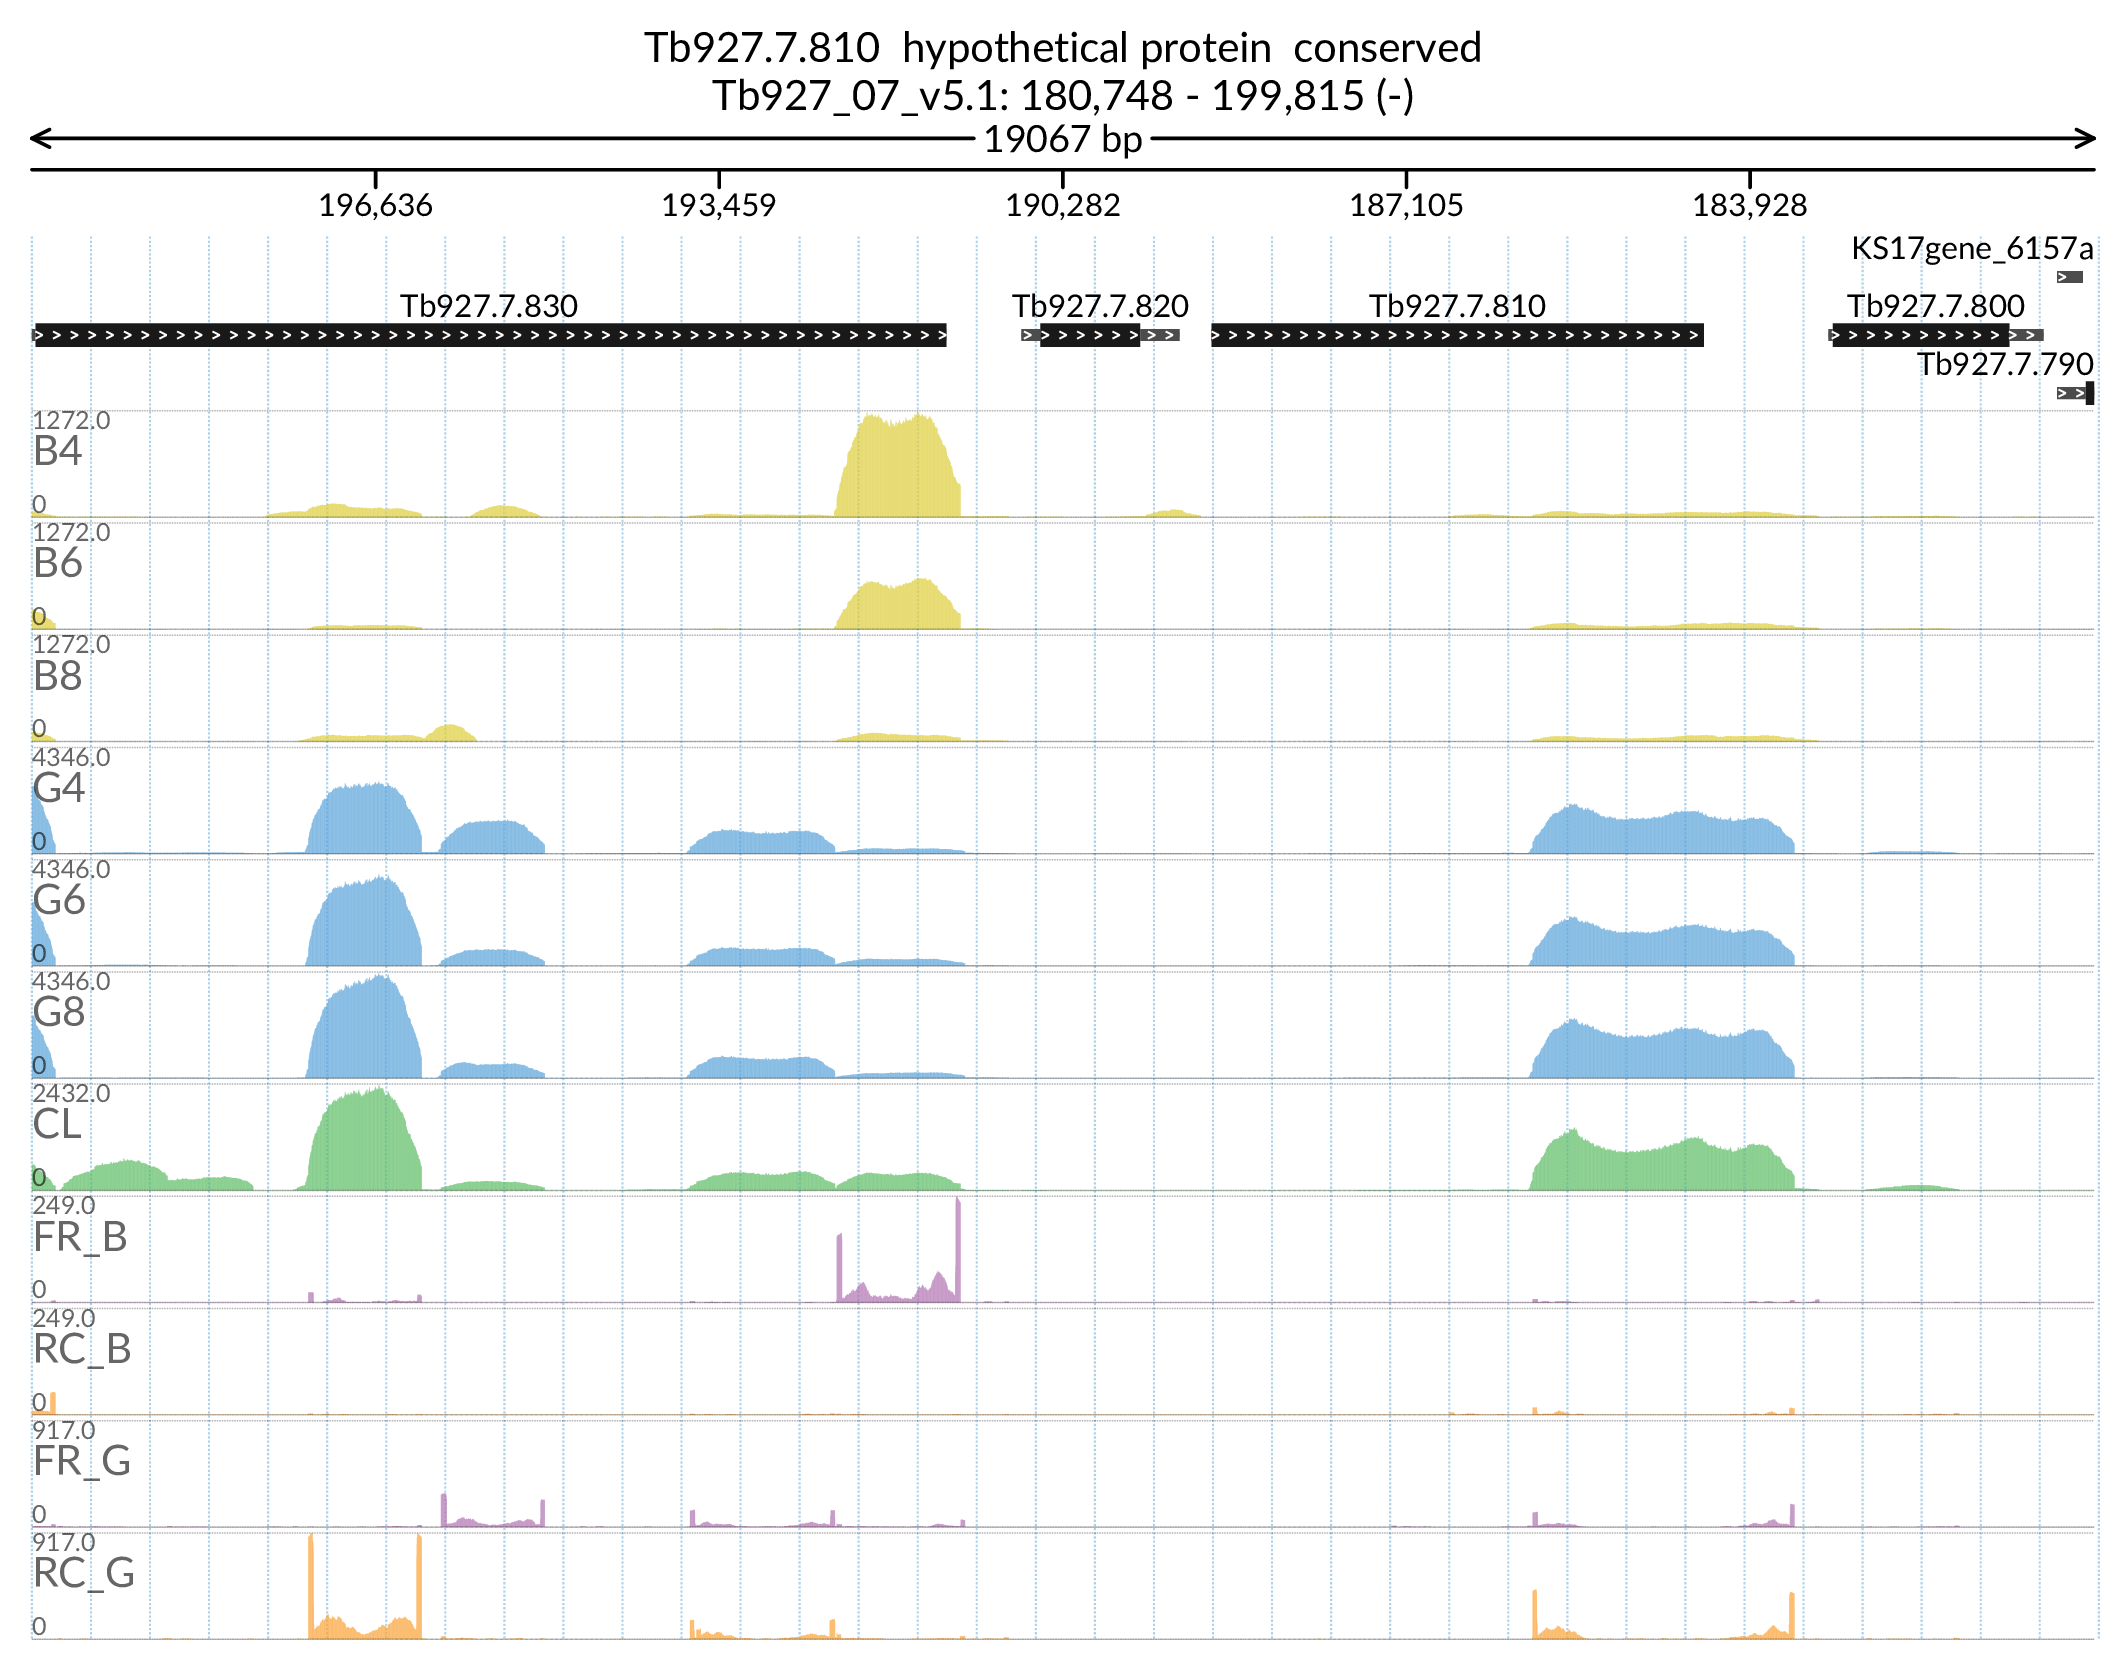 Tb927.7.810  hypothetical protein  conserved
Tb927_07_v5.1: 180,748 - 199,815 (-)
19067 bp
196,636 193,459 190,282 187,105 183,928
KS17gene_6157a
Tb927.7.830 Tb927.7.820 Tb927.7.810 Tb927.7.800
Tb927.7.790
1272.0
B4
0
1272.0
B6
0
1272.0
B8
0
4346.0
G4
0
4346.0
G6
0
4346.0
G8
0
2432.0
CL
0
249.0
FR_B
0
249.0
RC_B
0
917.0
FR_G
0
917.0
RC_G
0